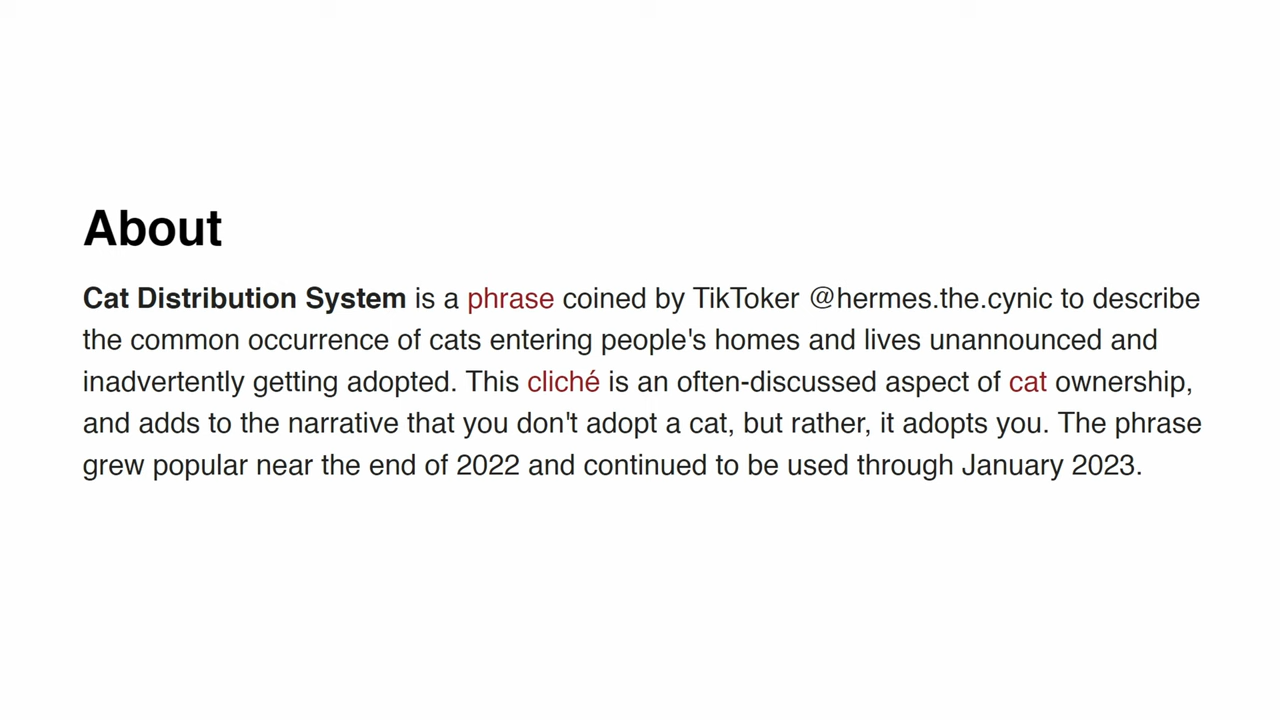 About
Cat Distribution System is a phrase coined by TikToker @hermes.the.cynic to describe
the common occurrence of cats entering people's homes and lives unannounced and
inadvertently getting adopted. This cliché is an often-discussed aspect of cat ownership,
and adds to the narrative that you don't adopt a cat, but rather, it adopts you. The phrase
grew popular near the end of 2022 and continued to be used through January 2023.